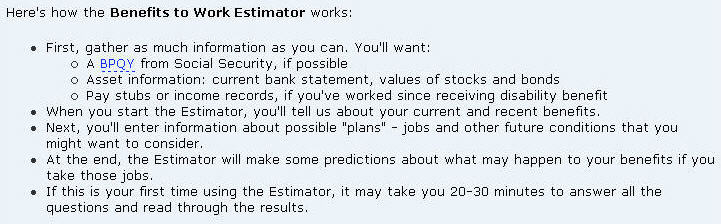 Here's how the Benefits to Work Estimator works:
• First, gather as much information as you can. You'll want:
o A BPQY from Social Security, if possible
o Asset information: current bank statement, values of stocks and bonds
o Pay stubs or income records, if you've worked since receiving disability benefit
• When you start the Estimator, you'll tell us about your current and recent benefits.
• Next, you'll enter information about possible "plans" - jobs and other future conditions that you
might want to consider.
• At the end, the Estimator will make some predictions about what may happen to your benefits if you
take those jobs.
• If this is your first time using the Estimator, it may take you 20-30 minutes to answer all the
questions and read through the results.